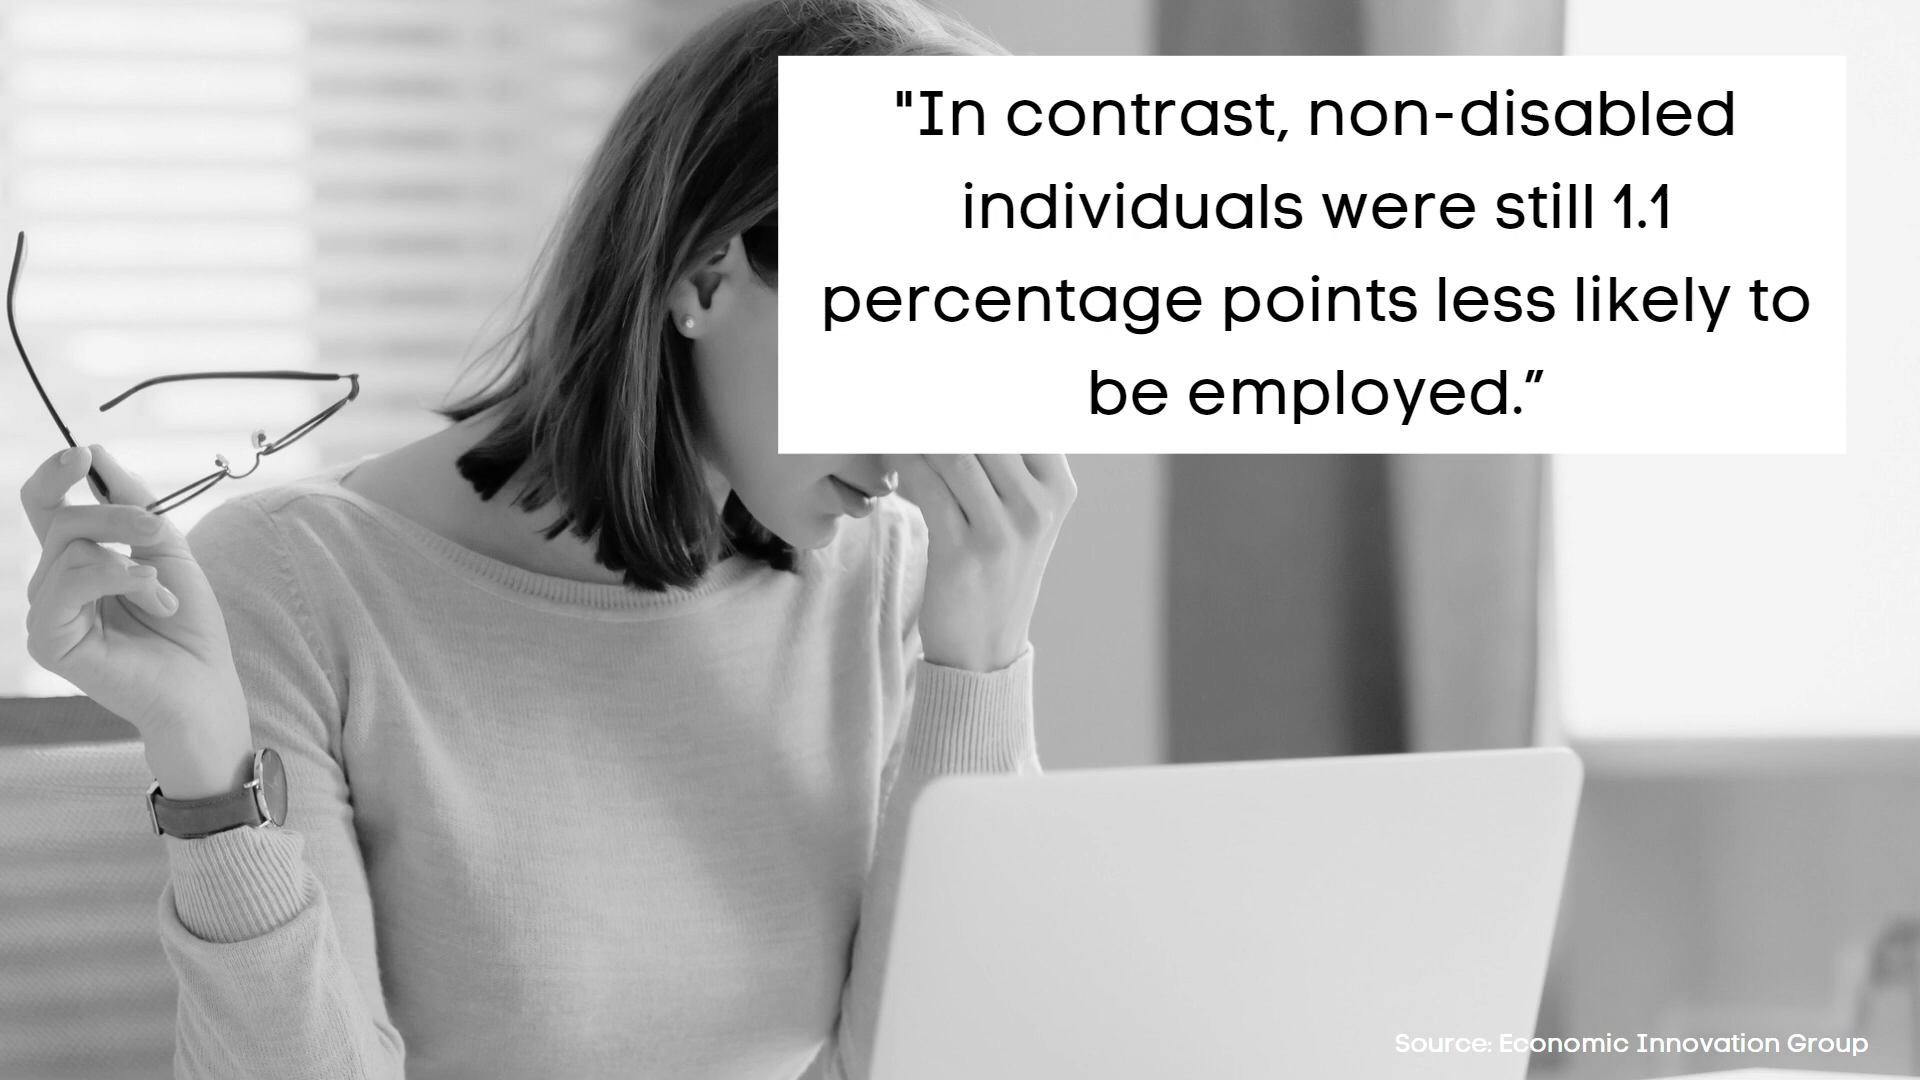 "In contrast, non-disabled
individuals were still 1.1
percentage points less likely to
be employed.”
Source: Economic Innovation Group